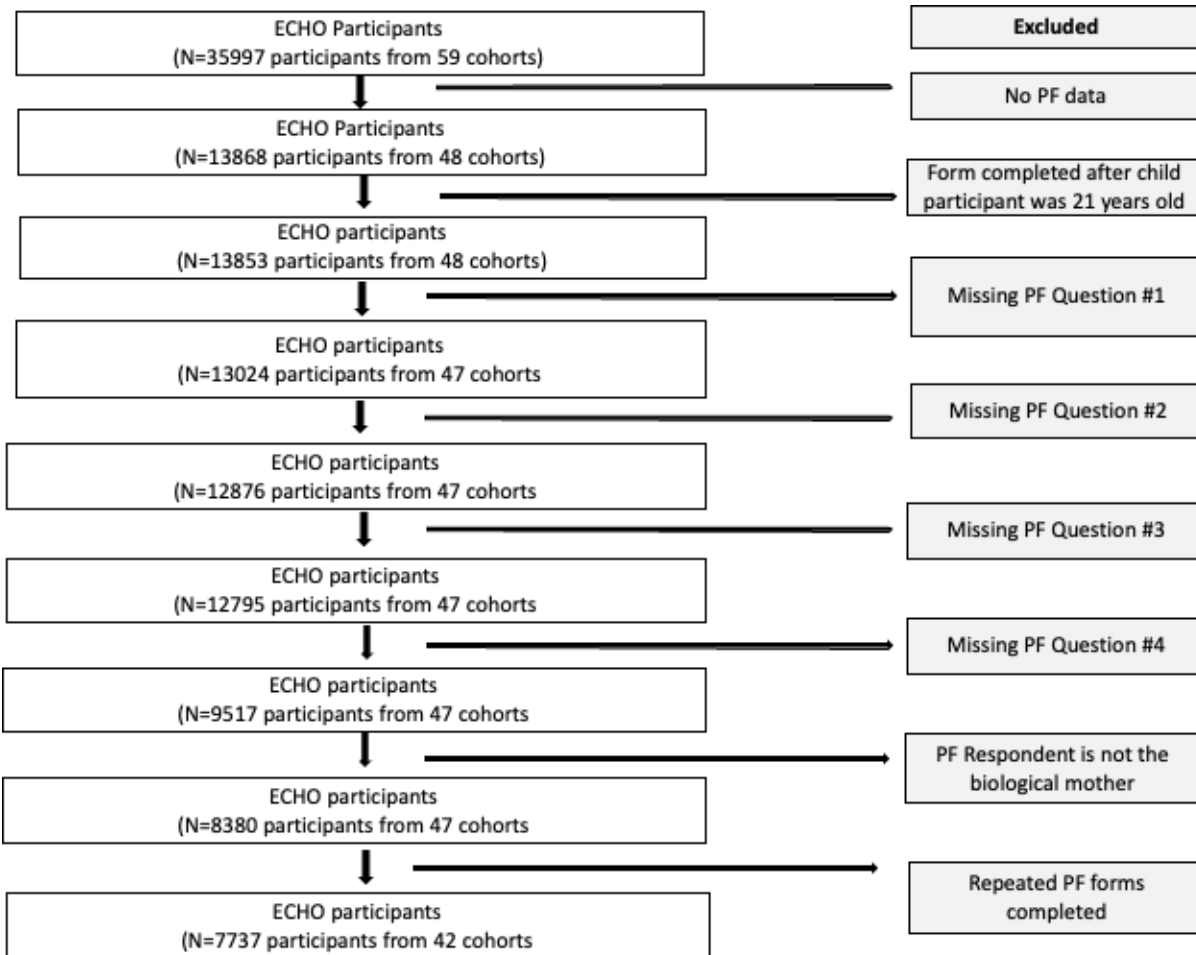 ECHO Participants
(N=35997 participants from 59 cohorts)
Excluded
No PF data
ECHO Participants
(N=13868 participants from 48 cohorts)
Form completed after child
participant was 21 years old
ECHO participants
(N=13853 participants from 48 cohorts)
Missing PF Question #1
ECHO participants
(N=13024 participants from 47 cohorts
Missing PF Question #2
ECHO participants
(N=12876 participants from 47 cohorts
Missing PF Question #3
ECHO participants
(N=12795 participants from 47 cohorts
Missing PF Question #4
ECHO participants
(N=9517 participants from 47 cohorts
PF Respondent is not the
biological mother
ECHO participants
(N=8380 participants from 47 cohorts
Repeated PF forms
completed
ECHO participants
(N=7737 participants from 42 cohorts